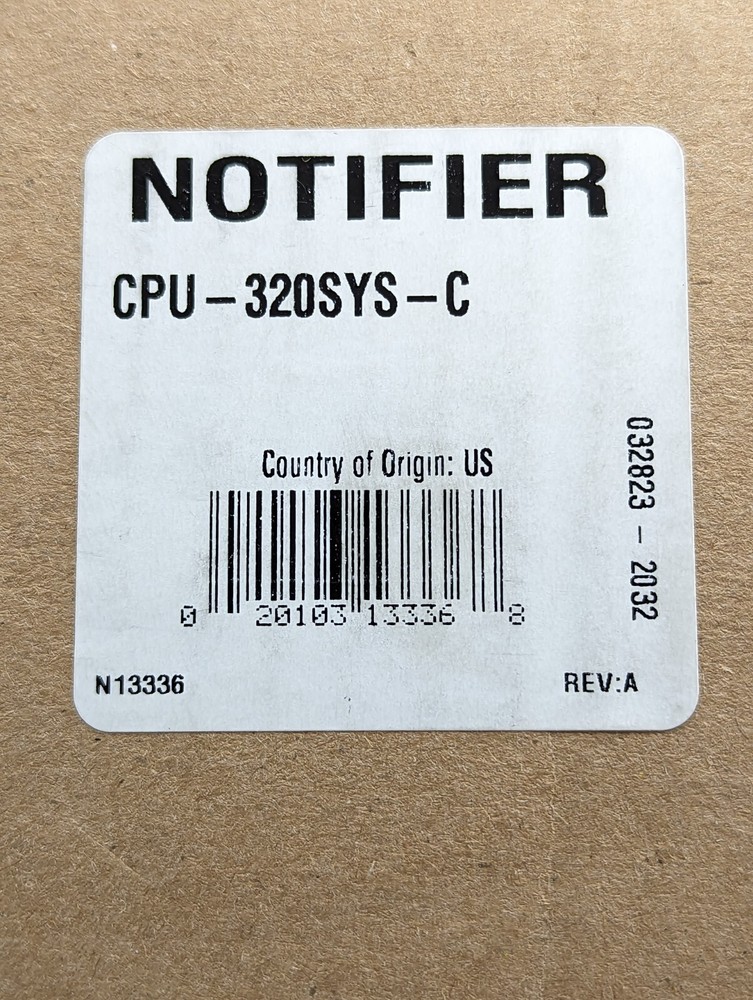 NOTIFIER
CPU-320SYS-C
Country of Origin: US
032823 - 2032
0 20103 13336 8
N13336
REV:A